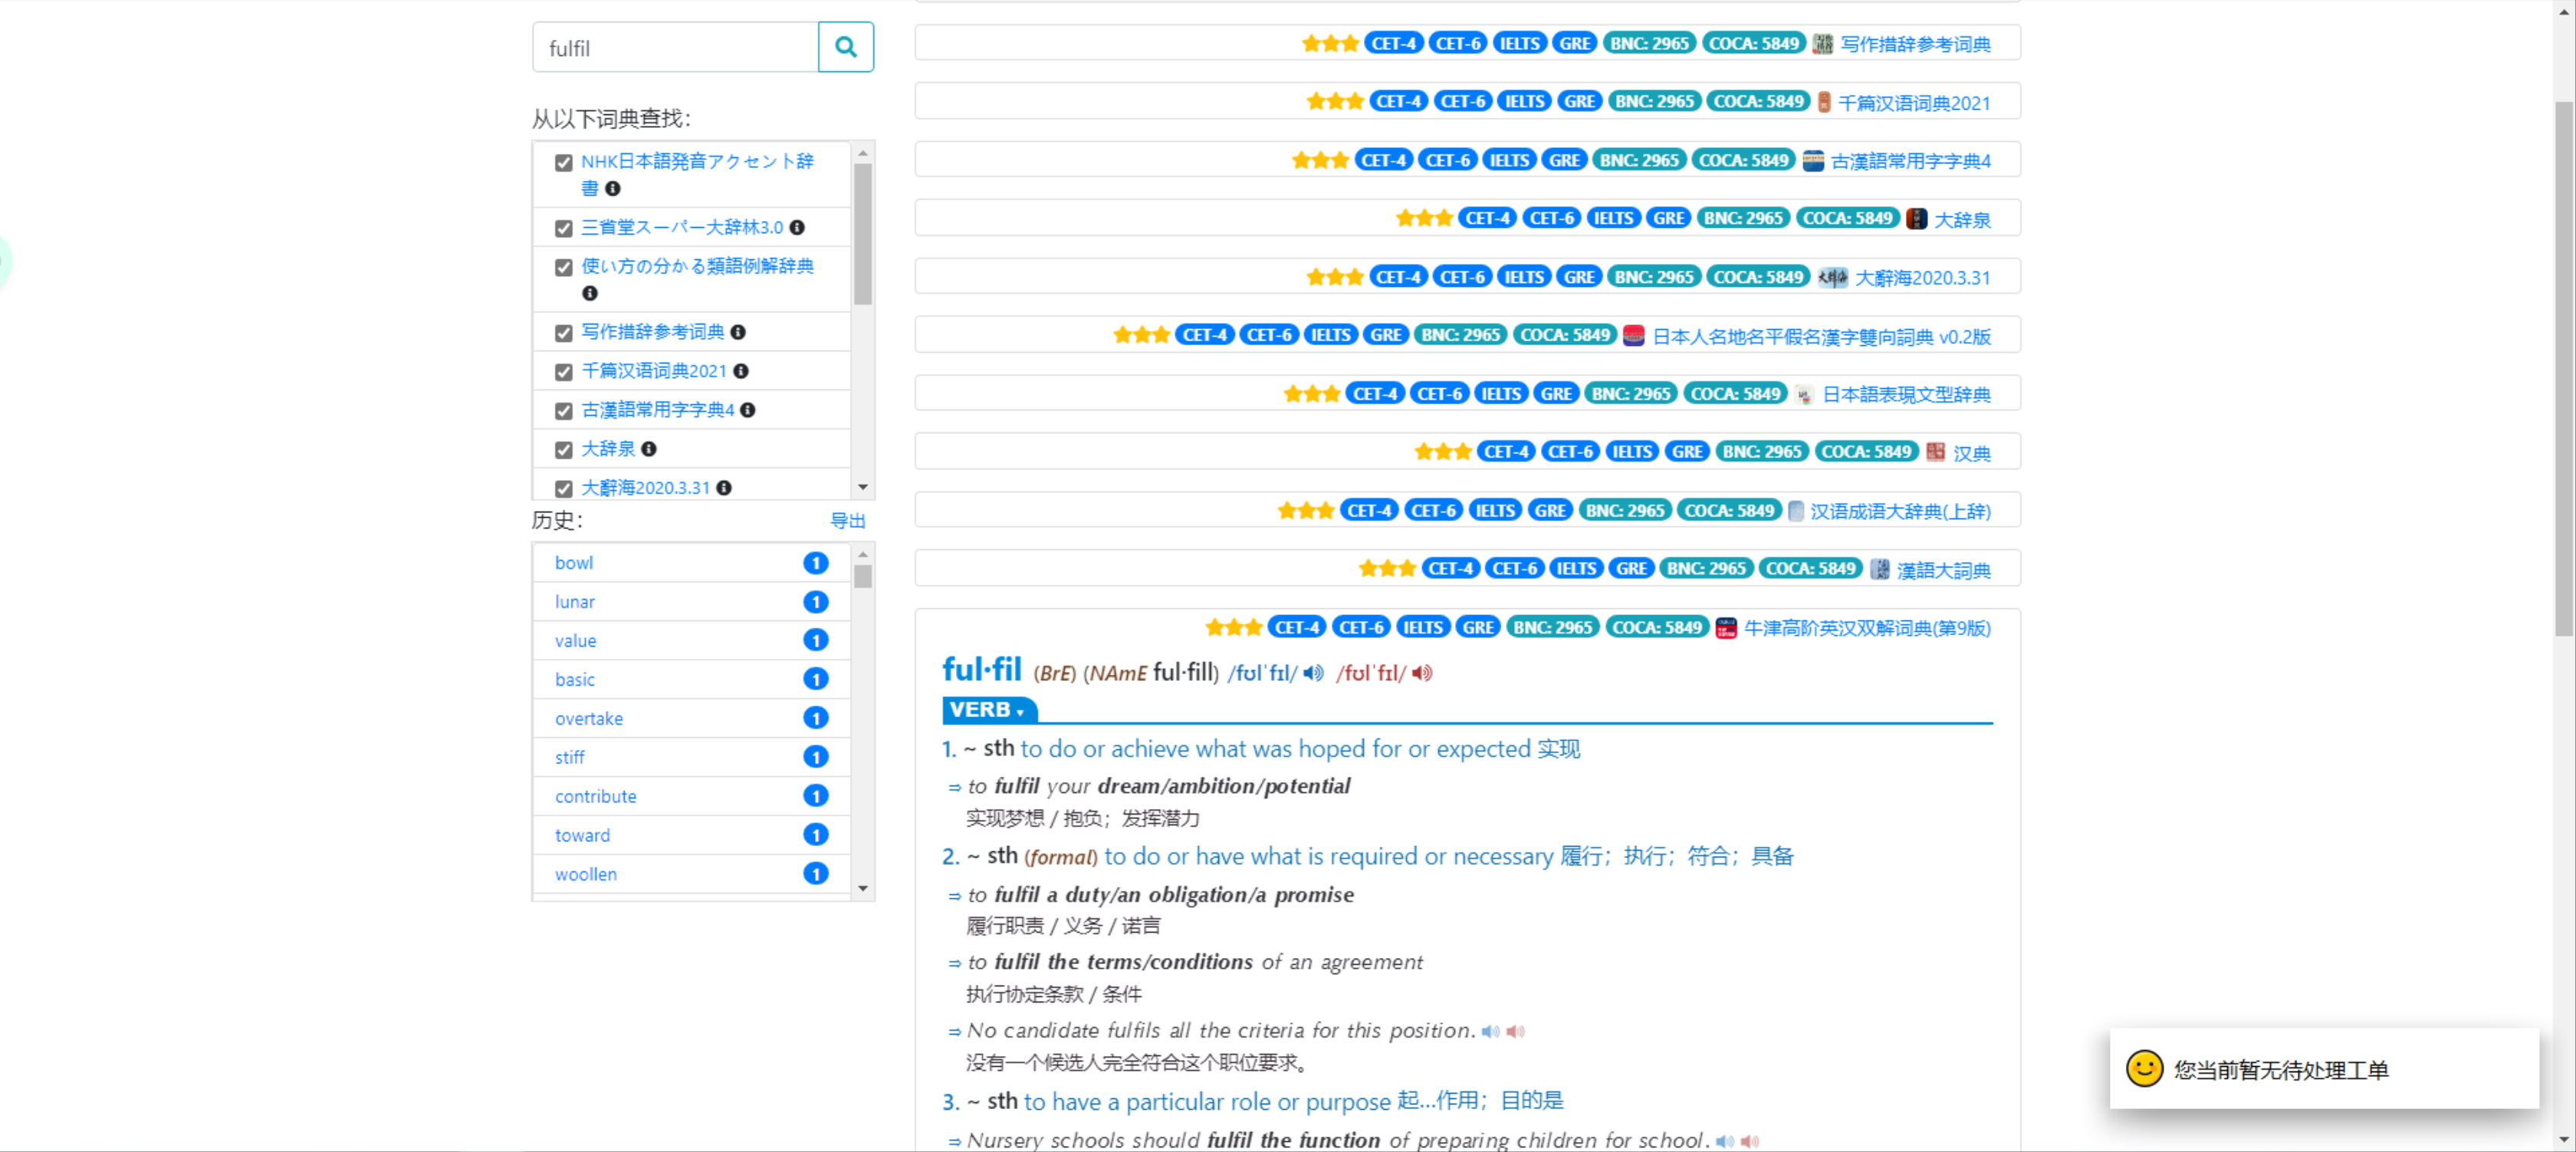 fulfil
从以下词典查找：
NHK日本語発音アクセント辞
書
三省堂スーパー大辞林3.0
使い方の分かる類語例解辞典
写作措辞参考词典
千篇汉语词典2021
古漢語常用字字典4
大辞泉
大辭海2020.3.31
历史：
导出
bowl 1
lunar 1
value 1
basic 1
overtake 1
stiff 1
contribute 1
toward 1
woollen 1
CET-4 CET-6 IELTS GRE BNC: 2965 COCA: 5849 写作措辞参考词典
CET-4 CET-6 IELTS GRE BNC: 2965 COCA: 5849 千篇汉语词典2021
CET-4 CET-6 IELTS GRE BNC: 2965 COCA: 5849 古漢語常用字字典4
CET-4 CET-6 IELTS GRE BNC: 2965 COCA: 5849 大辞泉
CET-4 CET-6 IELTS GRE BNC: 2965 COCA: 5849 大辭海2020.3.31
CET-4 CET-6 IELTS GRE BNC: 2965 COCA: 5849 日本人名地名平假名漢字雙向詞典 v0.2版
CET-4 CET-6 IELTS GRE BNC: 2965 COCA: 5849 日本語表現文型辞典
CET-4 CET-6 IELTS GRE BNC: 2965 COCA: 5849 汉典
CET-4 CET-6 IELTS GRE BNC: 2965 COCA: 5849 汉语成语大辞典(上辞)
CET-4 CET-6 IELTS GRE BNC: 2965 COCA: 5849 漢語大詞典
CET-4 CET-6 IELTS GRE BNC: 2965 COCA: 5849 牛津高阶英汉双解词典(第9版)
ful·fil (BrE) (NAmE ful·fill) /fʊlˈfɪl/ /fʊlˈfɪl/
VERB
1. ~ sth to do or achieve what was hoped for or expected 实现
⇒ to fulfil your dream/ambition/potential
实现梦想 / 抱负；发挥潜力
2. ~ sth (formal) to do or have what is required or necessary 履行；执行；符合；具备
⇒ to fulfil a duty/an obligation/a promise
履行职责 / 义务 / 诺言
⇒ to fulfil the terms/conditions of an agreement
执行协定条款 / 条件
⇒ No candidate fulfils all the criteria for this position.
没有一个候选人完全符合这个职位要求。
3. ~ sth to have a particular role or purpose 起…作用；目的是
⇒ Nursery schools should fulfil the function of preparing children for school.
您当前暂无待处理工单